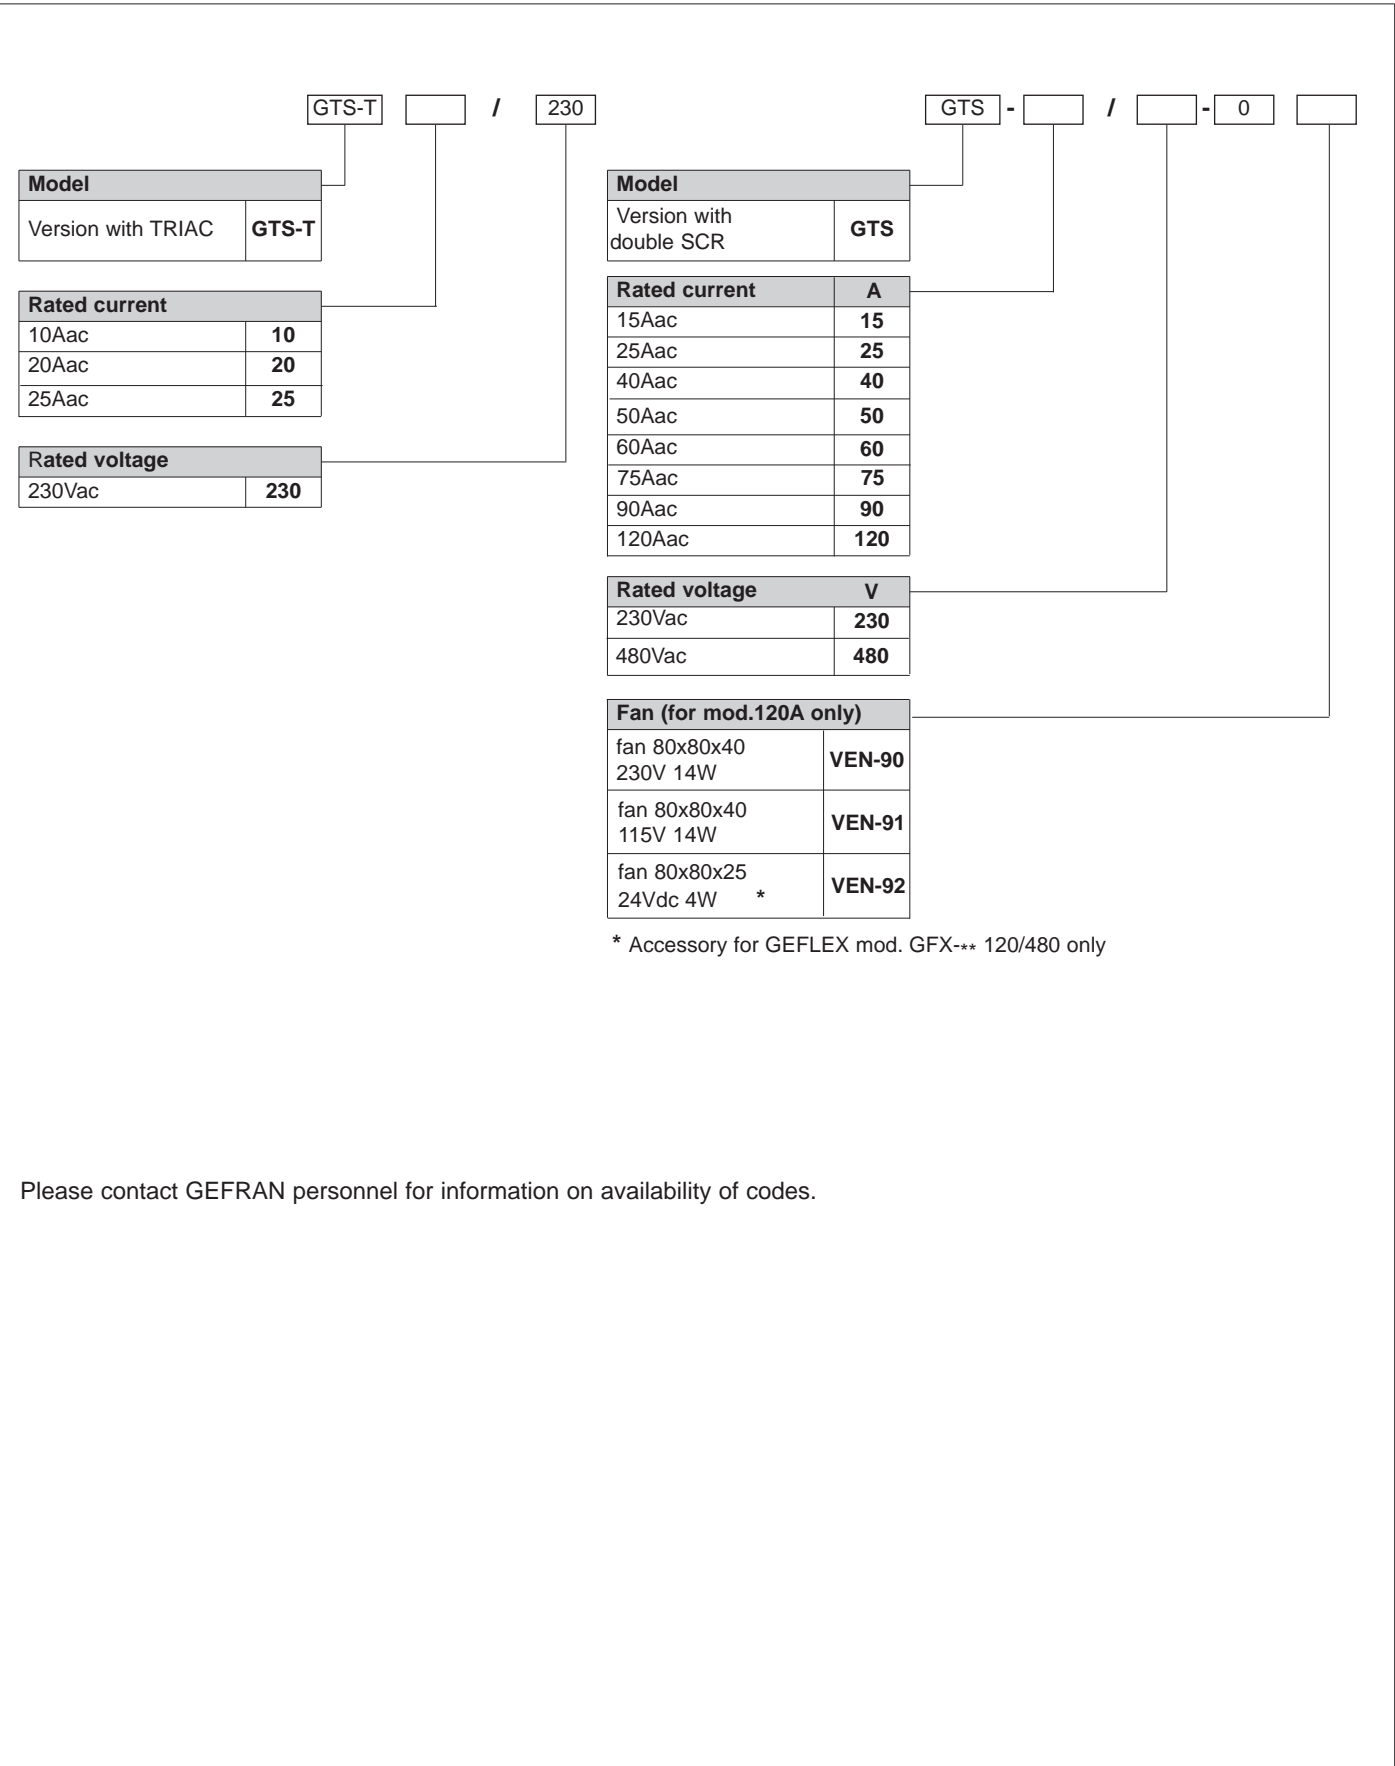 GTS-T / 230
Model
Version with TRIAC GTS-T
Rated current
10Aac 10
20Aac 20
25Aac 25
Rated voltage
230Vac 230
GTS - / - 0
Model
Version with
double SCR GTS
Rated current A
15Aac 15
25Aac 25
40Aac 40
50Aac 50
60Aac 60
75Aac 75
90Aac 90
120Aac 120
Rated voltage V
230Vac 230
480Vac 480
Fan (for mod.120A only)
fan 80x80x40
230V 14W VEN-90
fan 80x80x40
115V 14W VEN-91
fan 80x80x25
24Vdc 4W * VEN-92
* Accessory for GEFLEX mod. GFX-** 120/480 only
Please contact GEFRAN personnel for information on availability of codes.